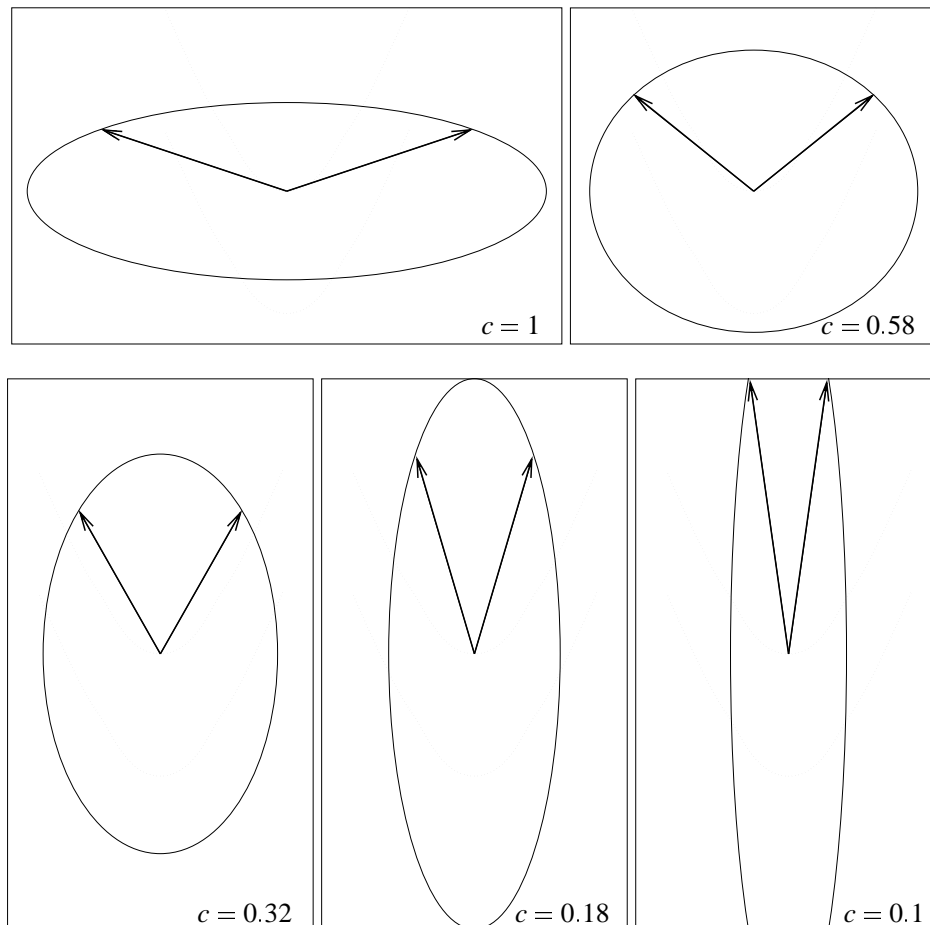 c = 1
c = 0.58
c = 0.32
c = 0.18
c = 0.1